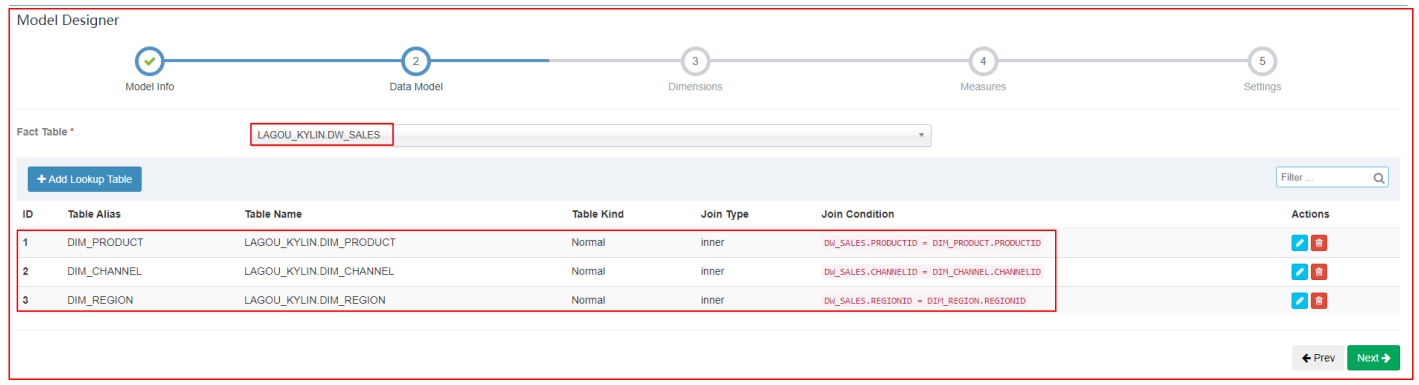 Model Designer
2 3 4 5
Model Info Data Model Dimensions Measures Settings
Fact Table * LAGOU_KYLIN.DW_SALES
+ Add Lookup Table Filter ...
ID Table Alias Table Name Table Kind Join Type Join Condition Actions
1 DIM_PRODUCT LAGOU_KYLIN.DIM_PRODUCT Normal inner DW_SALES.PRODUCTID = DIM_PRODUCT.PRODUCTID
2 DIM_CHANNEL LAGOU_KYLIN.DIM_CHANNEL Normal inner DW_SALES.CHANNELID = DIM_CHANNEL.CHANNELID
3 DIM_REGION LAGOU_KYLIN.DIM_REGION Normal inner DW_SALES.REGIONID = DIM_REGION.REGIONID
← Prev Next →